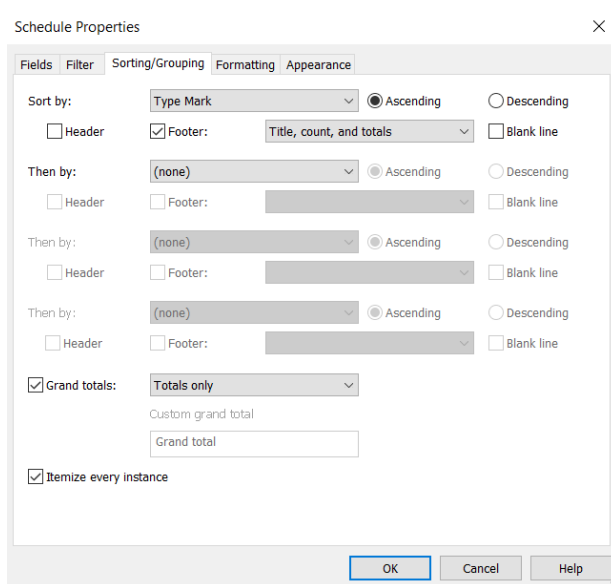 Schedule Properties
Fields Filter Sorting/Grouping Formatting Appearance
Sort by: Type Mark Ascending Descending
Header Footer: Title, count, and totals Blank line
Then by: (none) Ascending Descending
Header Footer: Blank line
Then by: (none) Ascending Descending
Header Footer: Blank line
Then by: (none) Ascending Descending
Header Footer: Blank line
Grand totals: Totals only
Custom grand total
Grand total
Itemize every instance
OK Cancel Help